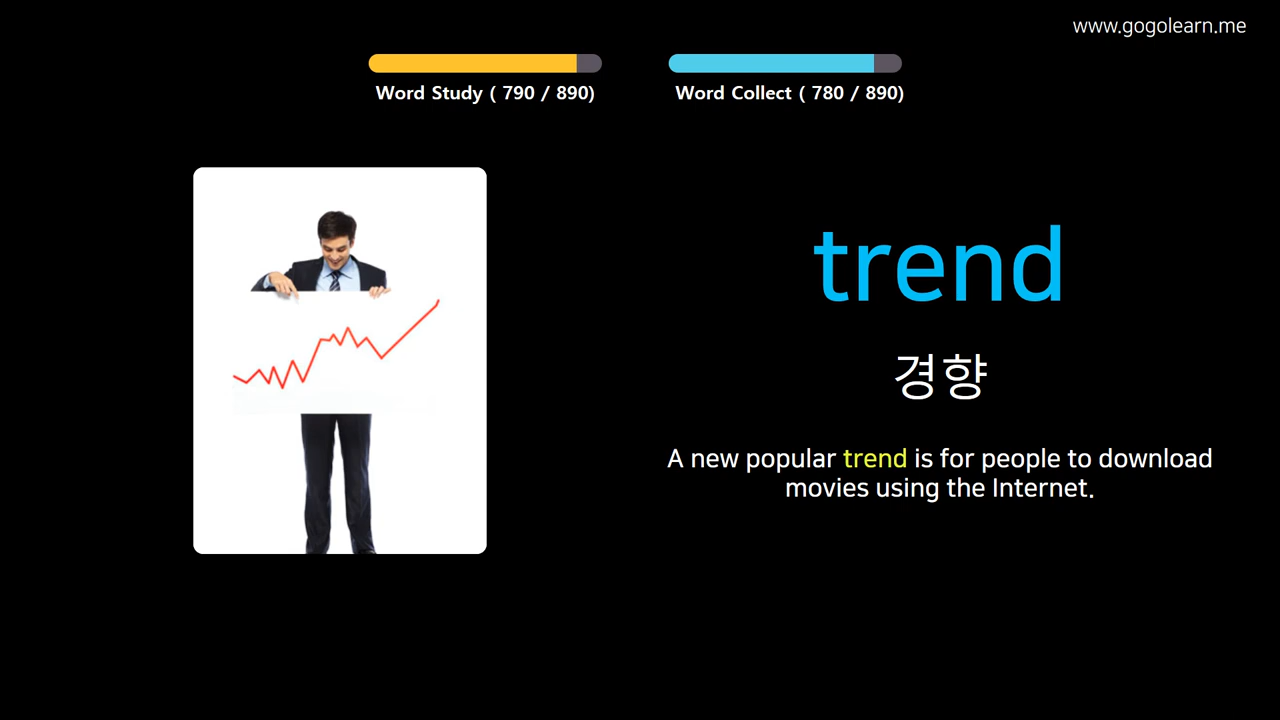 www.gogolearn.me
Word Study ( 790 / 890)
Word Collect ( 780 / 890)
trend
경향
A new popular trend is for people to download
movies using the Internet.